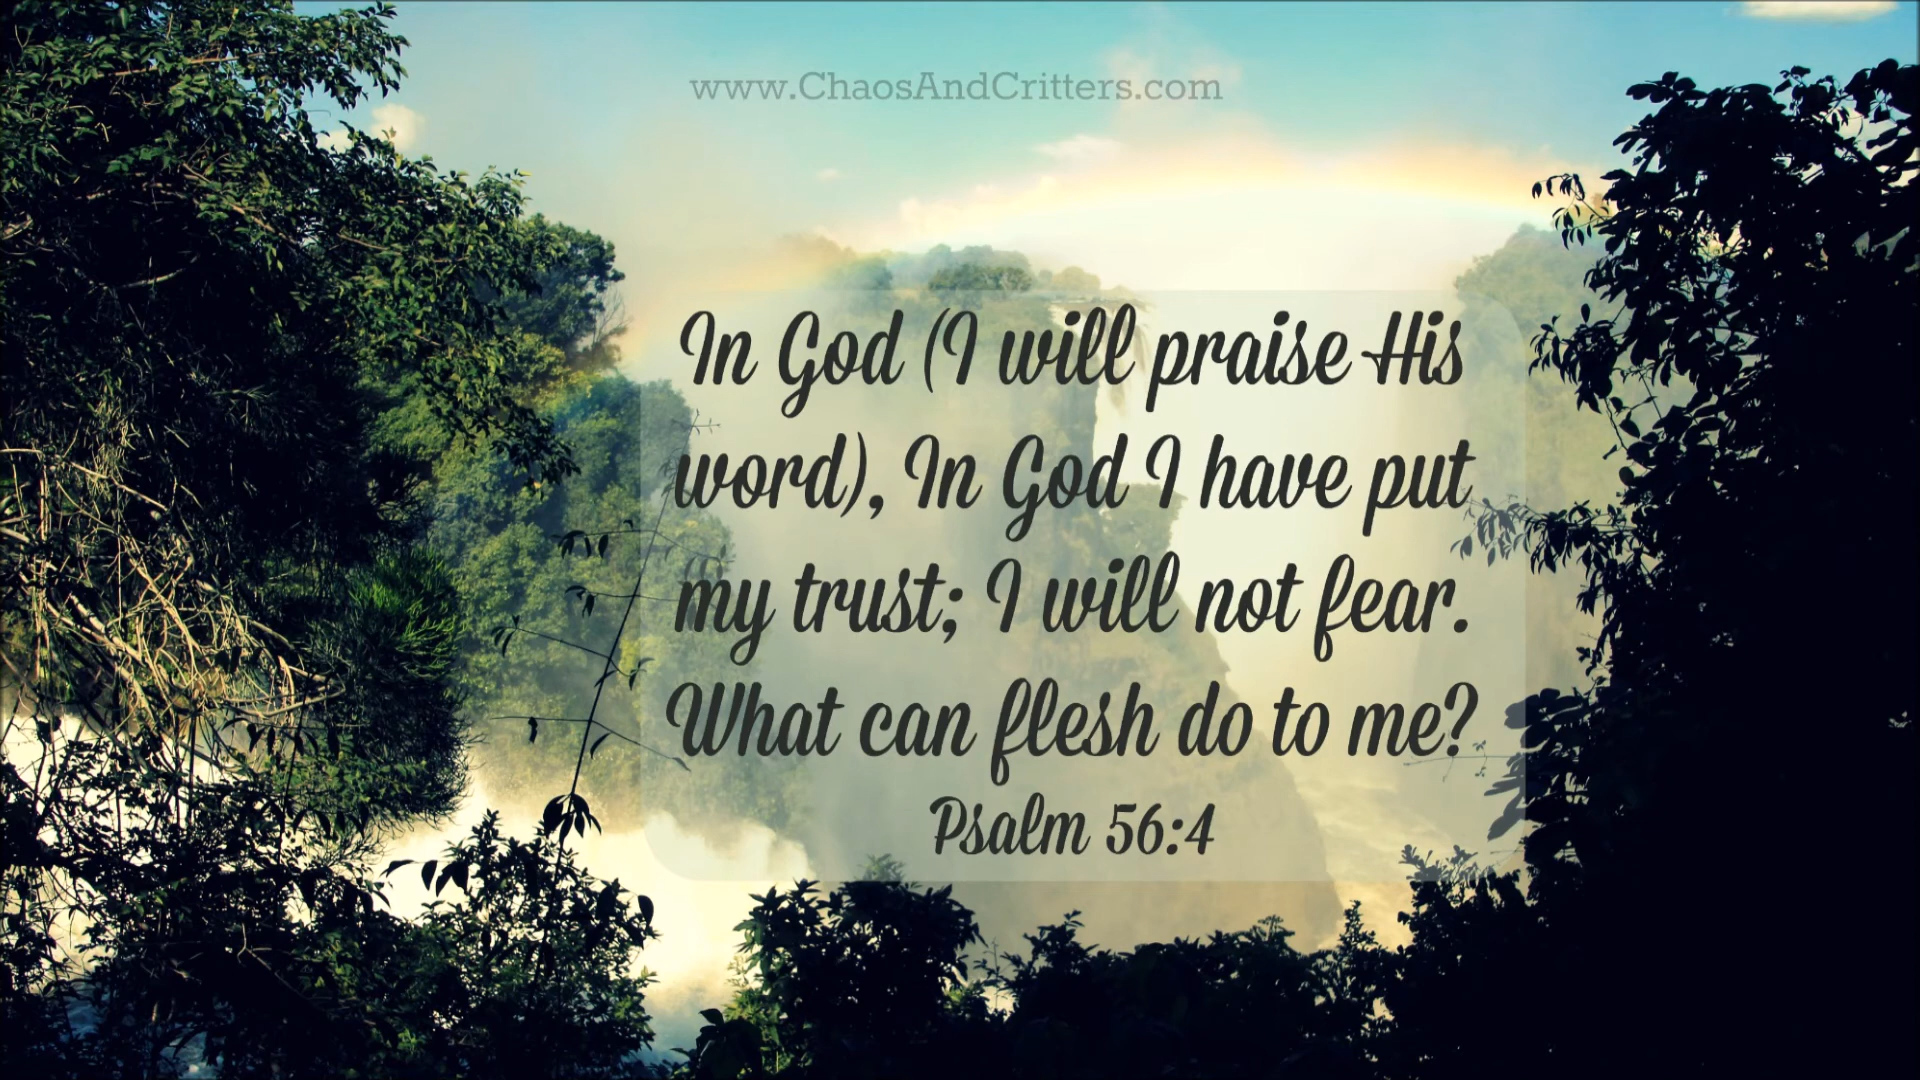 www.ChaosAndCritters.com
In God (I will praise His
word), In God I have put
my trust; I will not fear.
What can flesh do to me?
Psalm 56:4